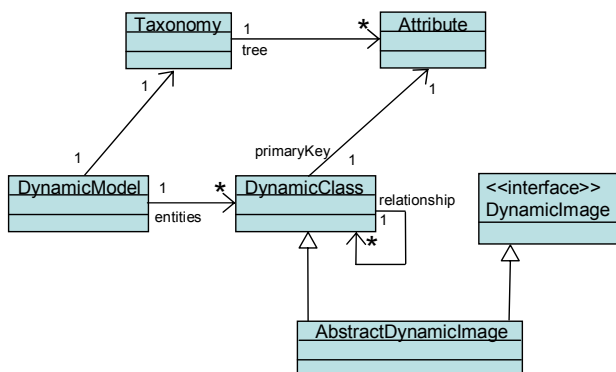 Taxonomy
1
tree
*
Attribute
1
1
1
primaryKey
1
DynamicModel
1
entities
*
DynamicClass
relationship
1
*
<<interface>>
DynamicImage
AbstractDynamicImage